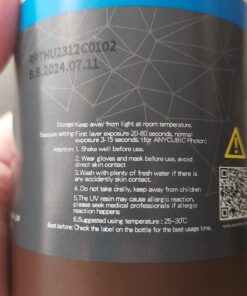 RPTHU2312C0102
B.B.2024.07.11
Storage:Keep away from light at room temperature.
Exposure setting:First layer exposure 20-80 seconds, normal
exposure 3-15 seconds. (for ANYCUBIC Photon)
Attention:1. Shake well before use.
2. Wear gloves and mask before use, avoid
direct skin contact
3.Wash with plenty of fresh water if there is
any accidentally skin contact.
4. Do not take orally, keep away from children
5.The UV resin may cause allergic reaction,
please seek medical professionals if allergic
reaction happens
6.Suggested using temperature : 25~30°C
Best before: Check the label on the bottle for the best usage time.